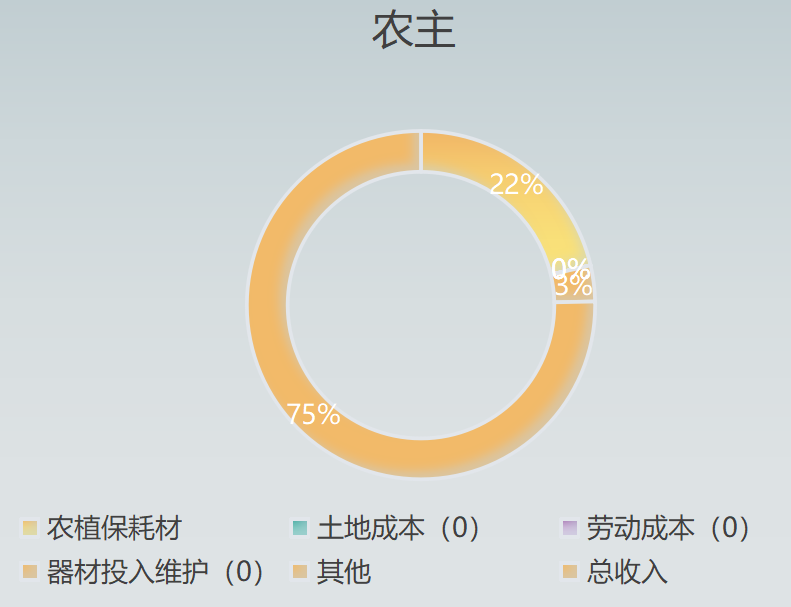 农主
22%
0%
3%
75%
农植保耗材
土地成本（0）
劳动成本（0）
器材投入维护（0）
其他
总收入